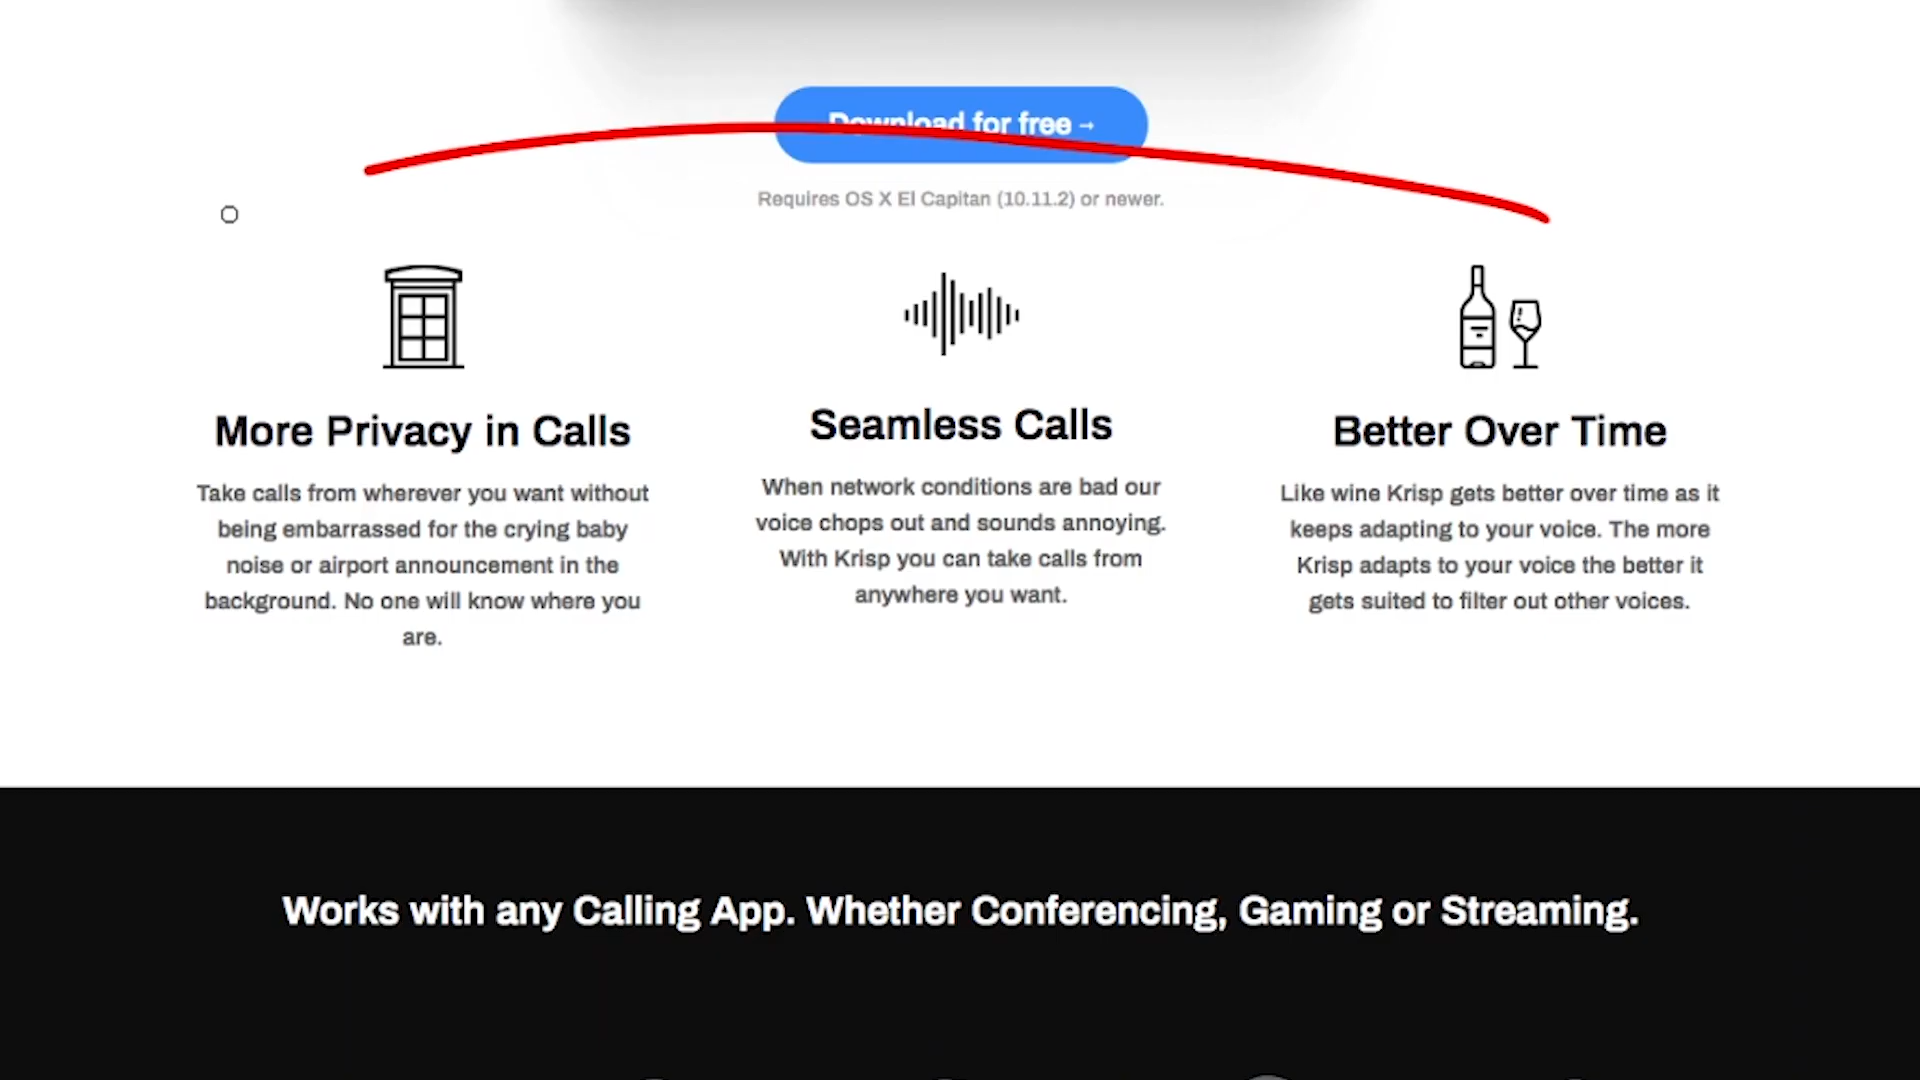 Download for free →
Requires OS X El Capitan (10.11.2) or newer.
More Privacy in Calls
Take calls from wherever you want without
being embarrassed for the crying baby
noise or airport announcement in the
background. No one will know where you
are.
Seamless Calls
When network conditions are bad our
voice chops out and sounds annoying.
With Krisp you can take calls from
anywhere you want.
Better Over Time
Like wine Krisp gets better over time as it
keeps adapting to your voice. The more
Krisp adapts to your voice the better it
gets suited to filter out other voices.
Works with any Calling App. Whether Conferencing, Gaming or Streaming.